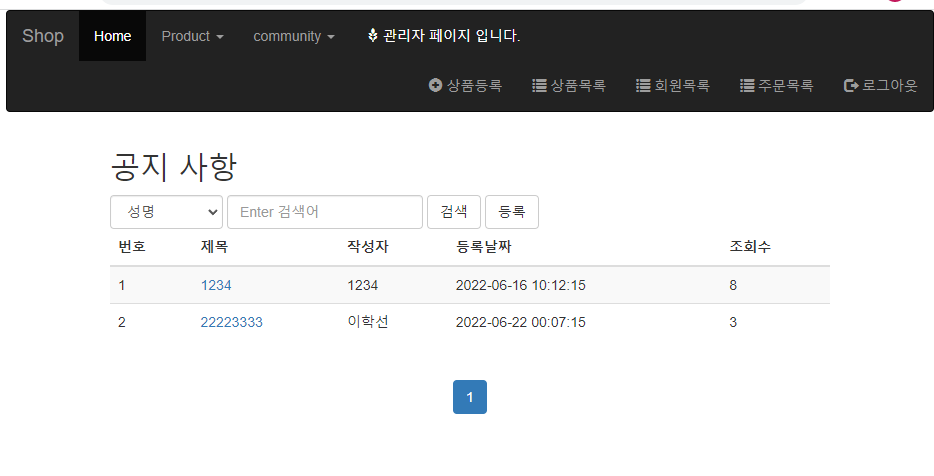 Shop Home Product community 관리자 페이지 입니다.
상품등록 상품목록 회원목록 주문목록 로그아웃
공지 사항
성명 Enter 검색어 검색 등록
번호 제목 작성자 등록날짜 조회수
1 1234 1234 2022-06-16 10:12:15 8
2 22223333 이학선 2022-06-22 00:07:15 3
1